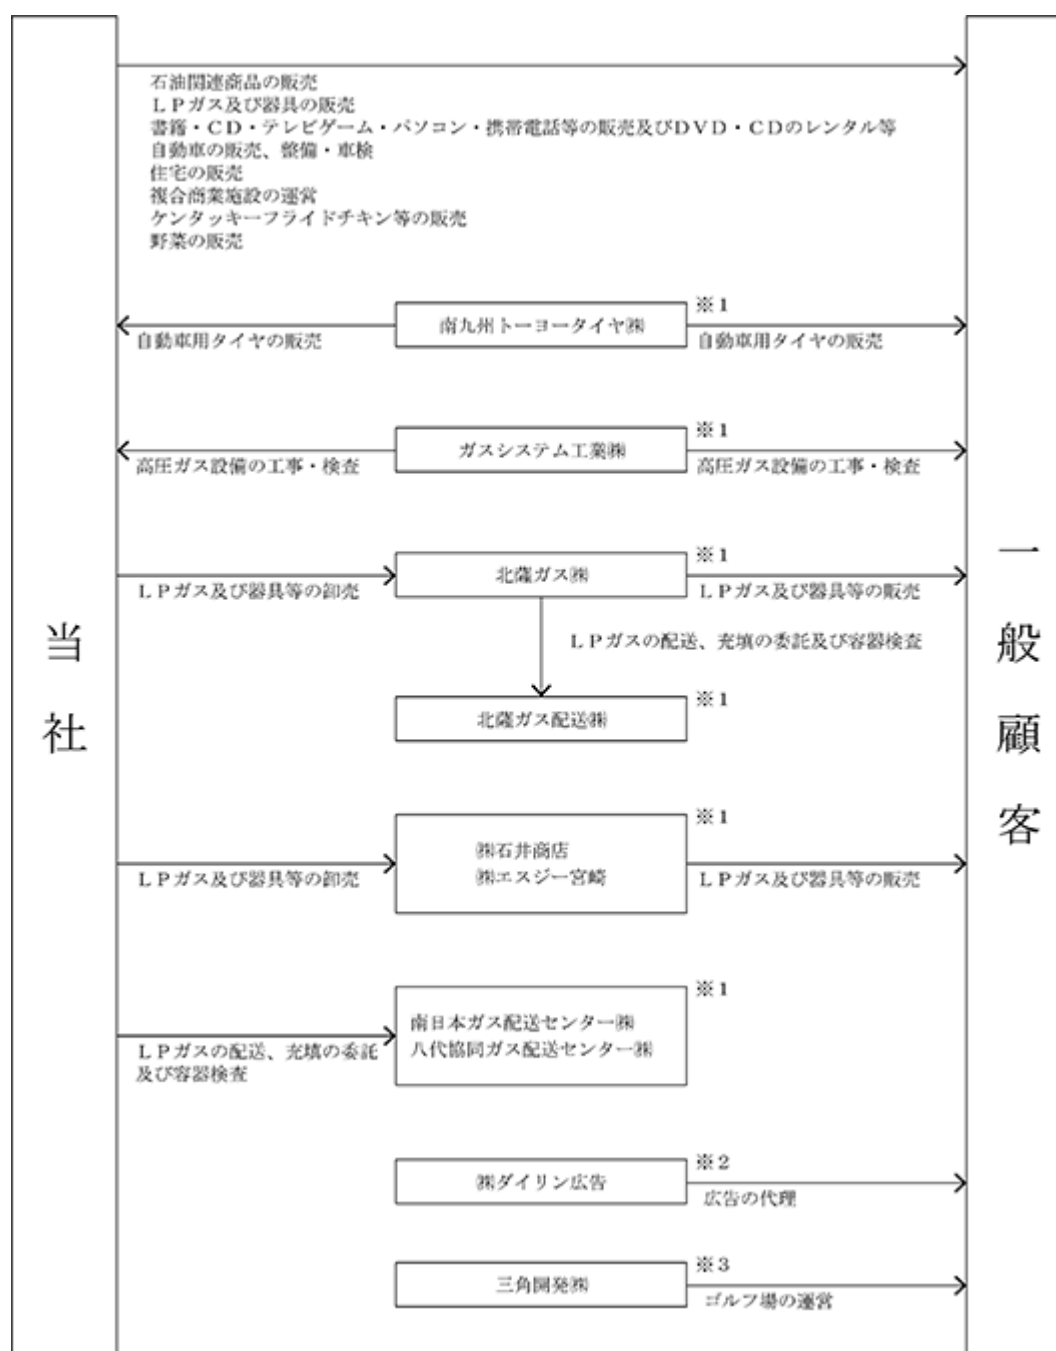 石油関連商品の販売
LPガス及び器具の販売
書籍・CD・テレビゲーム・パソコン・携帯電話等の販売及びDVD・CDのレンタル等
自動車の販売、整備・車検
住宅の販売
複合商業施設の運営
ケンタッキーフライドチキン等の販売
野菜の販売
※1
南九州トーヨータイヤ㈱
自動車用タイヤの販売
自動車用タイヤの販売
※1
ガスシステム工業㈱
高圧ガス設備の工事・検査
高圧ガス設備の工事・検査
※1
北薩ガス㈱
LPガス及び器具等の卸売
LPガス及び器具等の販売
LPガスの配送、充填の委託及び容器検査
※1
北薩ガス配送㈱
当社
一般顧客
※1
㈱石井商店
㈱エスジー宮崎
LPガス及び器具等の卸売
LPガス及び器具等の販売
※1
南日本ガス配送センター㈱
八代協同ガス配送センター㈱
LPガスの配送、充填の委託
及び容器検査
※2
㈱ダイリン広告
広告の代理
※3
三角開発㈱
ゴルフ場の運営